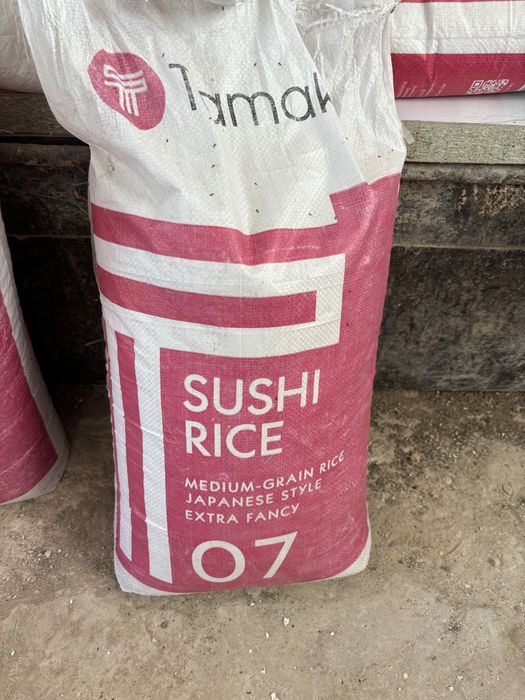 Tamak
SUSHI
RICE
MEDIUM-GRAIN RICE
JAPANESE STYLE
EXTRA FANCY
07